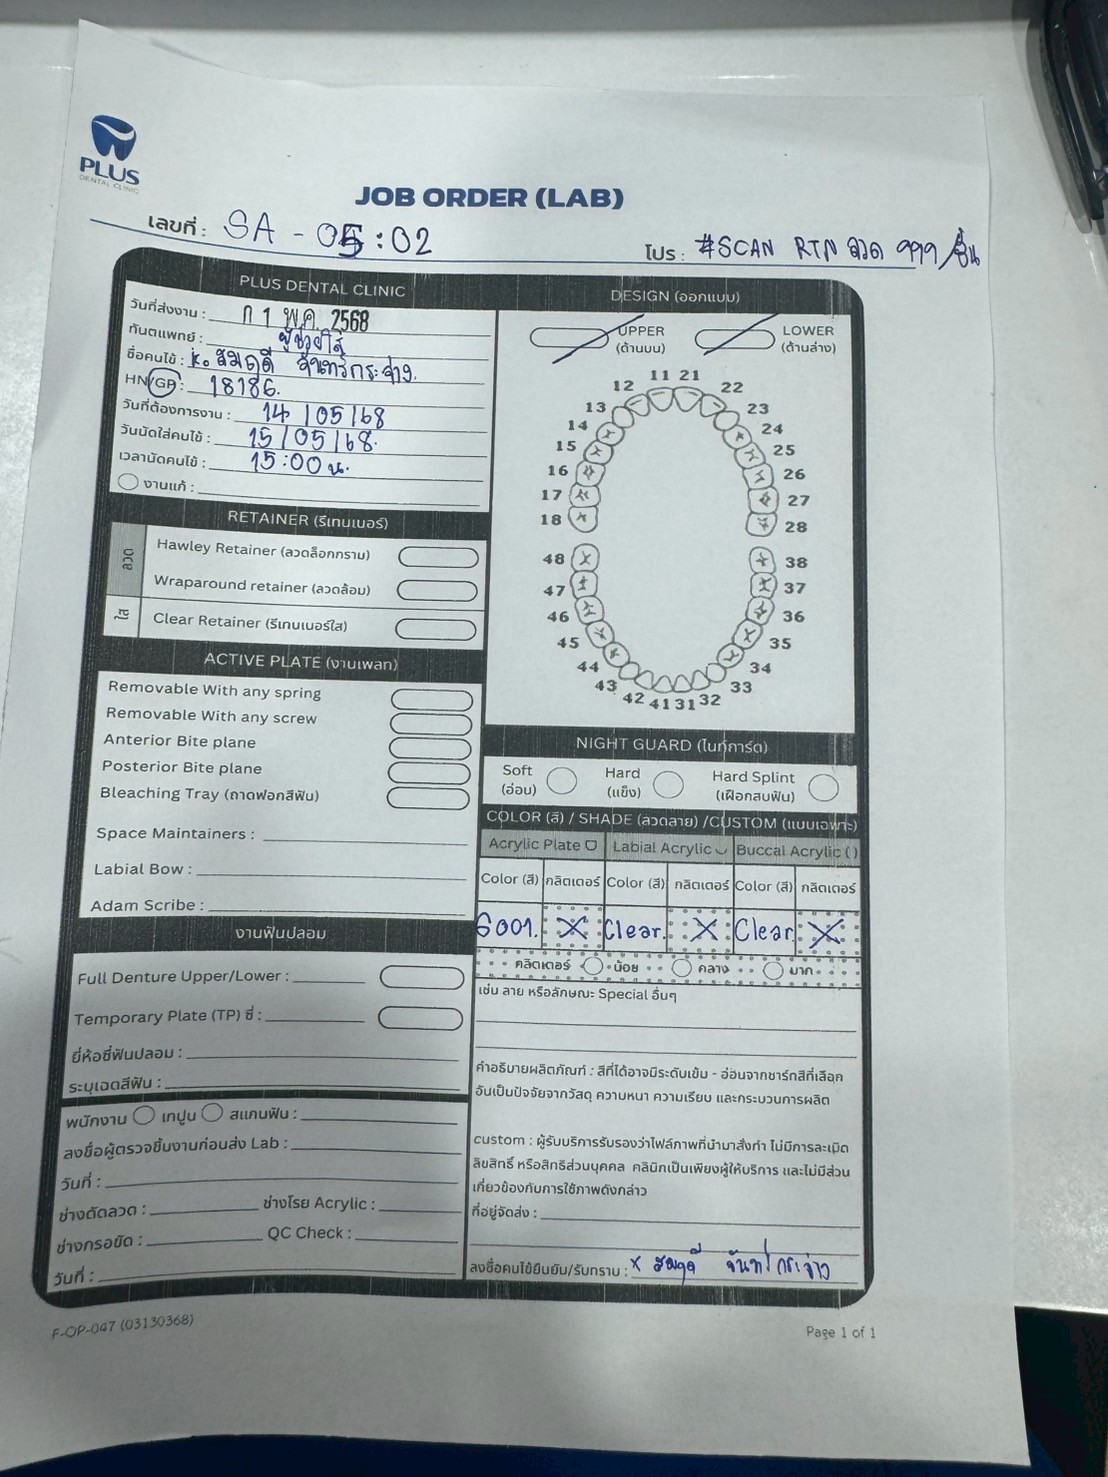 PLUS
DENTAL CLINIC
JOB ORDER (LAB)
เลขที่ : SA - 05 : 02
โปร : #SCAN RTN ลวด 999/ชิ้น
PLUS DENTAL CLINIC
วันที่ส่งงาน : 0 1 พ.ค. 2568
ทันตแพทย์ : ผู้ช่วยใส่
ชื่อคนไข้ : k. สมฤดี จันทร์กระจ่าง.
HN/GP : 18186.
วันที่ต้องการงาน : 14 / 05 / 68
วันนัดใส่คนไข้ : 15 / 05 / 68.
เวลานัดคนไข้ : 15:00 น.
งานแก้ :
RETAINER (รีเทนเนอร์)
ลวด
Hawley Retainer (ลวดล็อกกราม)
Wraparound retainer (ลวดล้อม)
ใส
Clear Retainer (รีเทนเนอร์ใส)
ACTIVE PLATE (งานเพลท)
Removable With any spring
Removable With any screw
Anterior Bite plane
Posterior Bite plane
Bleaching Tray (ถาดฟอกสีฟัน)
Space Maintainers :
Labial Bow :
Adam Scribe :
งานฟันปลอม
Full Denture Upper/Lower :
Temporary Plate (TP) ซี่ :
ยี่ห้อซี่ฟันปลอม :
ระบุเฉดสีฟัน :
พนักงาน เทปูน สแกนฟัน :
ลงชื่อผู้ตรวจชิ้นงานก่อนส่ง Lab :
วันที่ :
ช่างดัดลวด : ช่างโรย Acrylic :
ช่างกรอขัด : QC Check :
วันที่ :
DESIGN (ออกแบบ)
UPPER LOWER
(ด้านบน) (ด้านล่าง)
11 21
12 22
13 23
14 24
15 25
16 26
17 27
18 28
48 38
47 37
46 36
45 35
44 34
43 33
42 41 31 32
NIGHT GUARD (ไนท์การ์ด)
Soft Hard Hard Splint
(อ่อน) (แข็ง) (เฝือกสบฟัน)
COLOR (สี) / SHADE (ลวดลาย) /CUSTOM (แบบเฉพาะ)
Acrylic Plate Labial Acrylic Buccal Acrylic ( )
Color (สี) กลิตเตอร์ Color (สี) กลิตเตอร์ Color (สี) กลิตเตอร์
G001. X Clear. X Clear. X
กลิตเตอร์ น้อย กลาง มาก
เช่น ลาย หรือลักษณะ Special อื่นๆ
คำอธิบายผลิตภัณฑ์ : สีที่ได้อาจมีระดับเข้ม - อ่อนจากชาร์ทสีที่เลือก
อันเป็นปัจจัยจากวัสดุ ความหนา ความเรียบ และกระบวนการผลิต
custom : ผู้รับบริการรับรองว่าไฟล์ภาพที่นำมาสั่งทำ ไม่มีการละเมิด
ลิขสิทธิ์ หรือสิทธิส่วนบุคคล คลินิกเป็นเพียงผู้ให้บริการ และไม่มีส่วน
เกี่ยวข้องกับการใช้ภาพดังกล่าว
ที่อยู่จัดส่ง :
ลงชื่อคนไข้ยืนยัน/รับทราบ : x สมฤดี จันทร์กระจ่าง
F-OP-047 (03130368)
Page 1 of 1